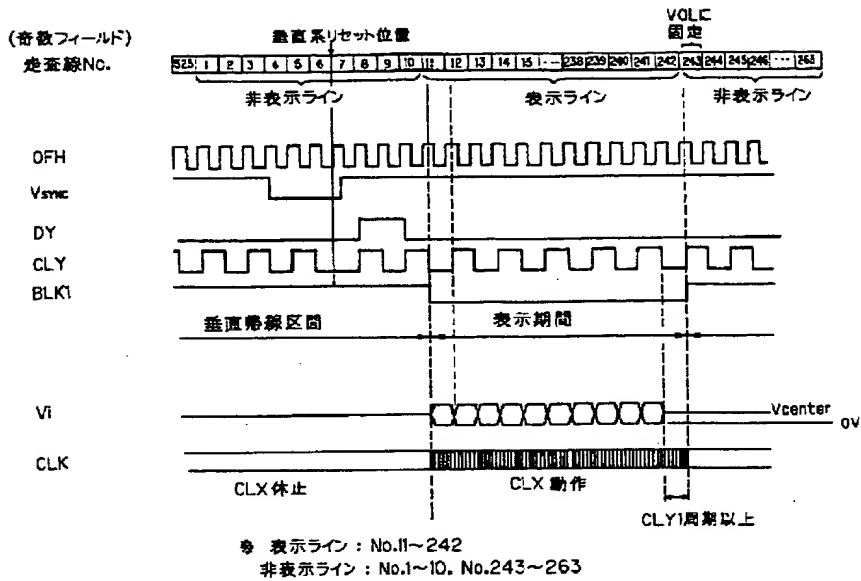 VOLに
固定
(奇数フィールド)
垂直系リセット位置
走査線No.
525 1 2 3 4 5 6 7 8 9 10 11 12 13 14 15 --- 238 239 240 241 242 243 244 245 246 --- 263
非表示ライン 表示ライン 非表示ライン
OFH
Vsync
DY
CLY
BLK1
垂直帰線区間 表示期間
Vi
Vcenter
0V
CLK
CLX休止 CLX動作
CLY1周期以上
表示ライン : No.11~242
非表示ライン : No.1~10. No.243~263